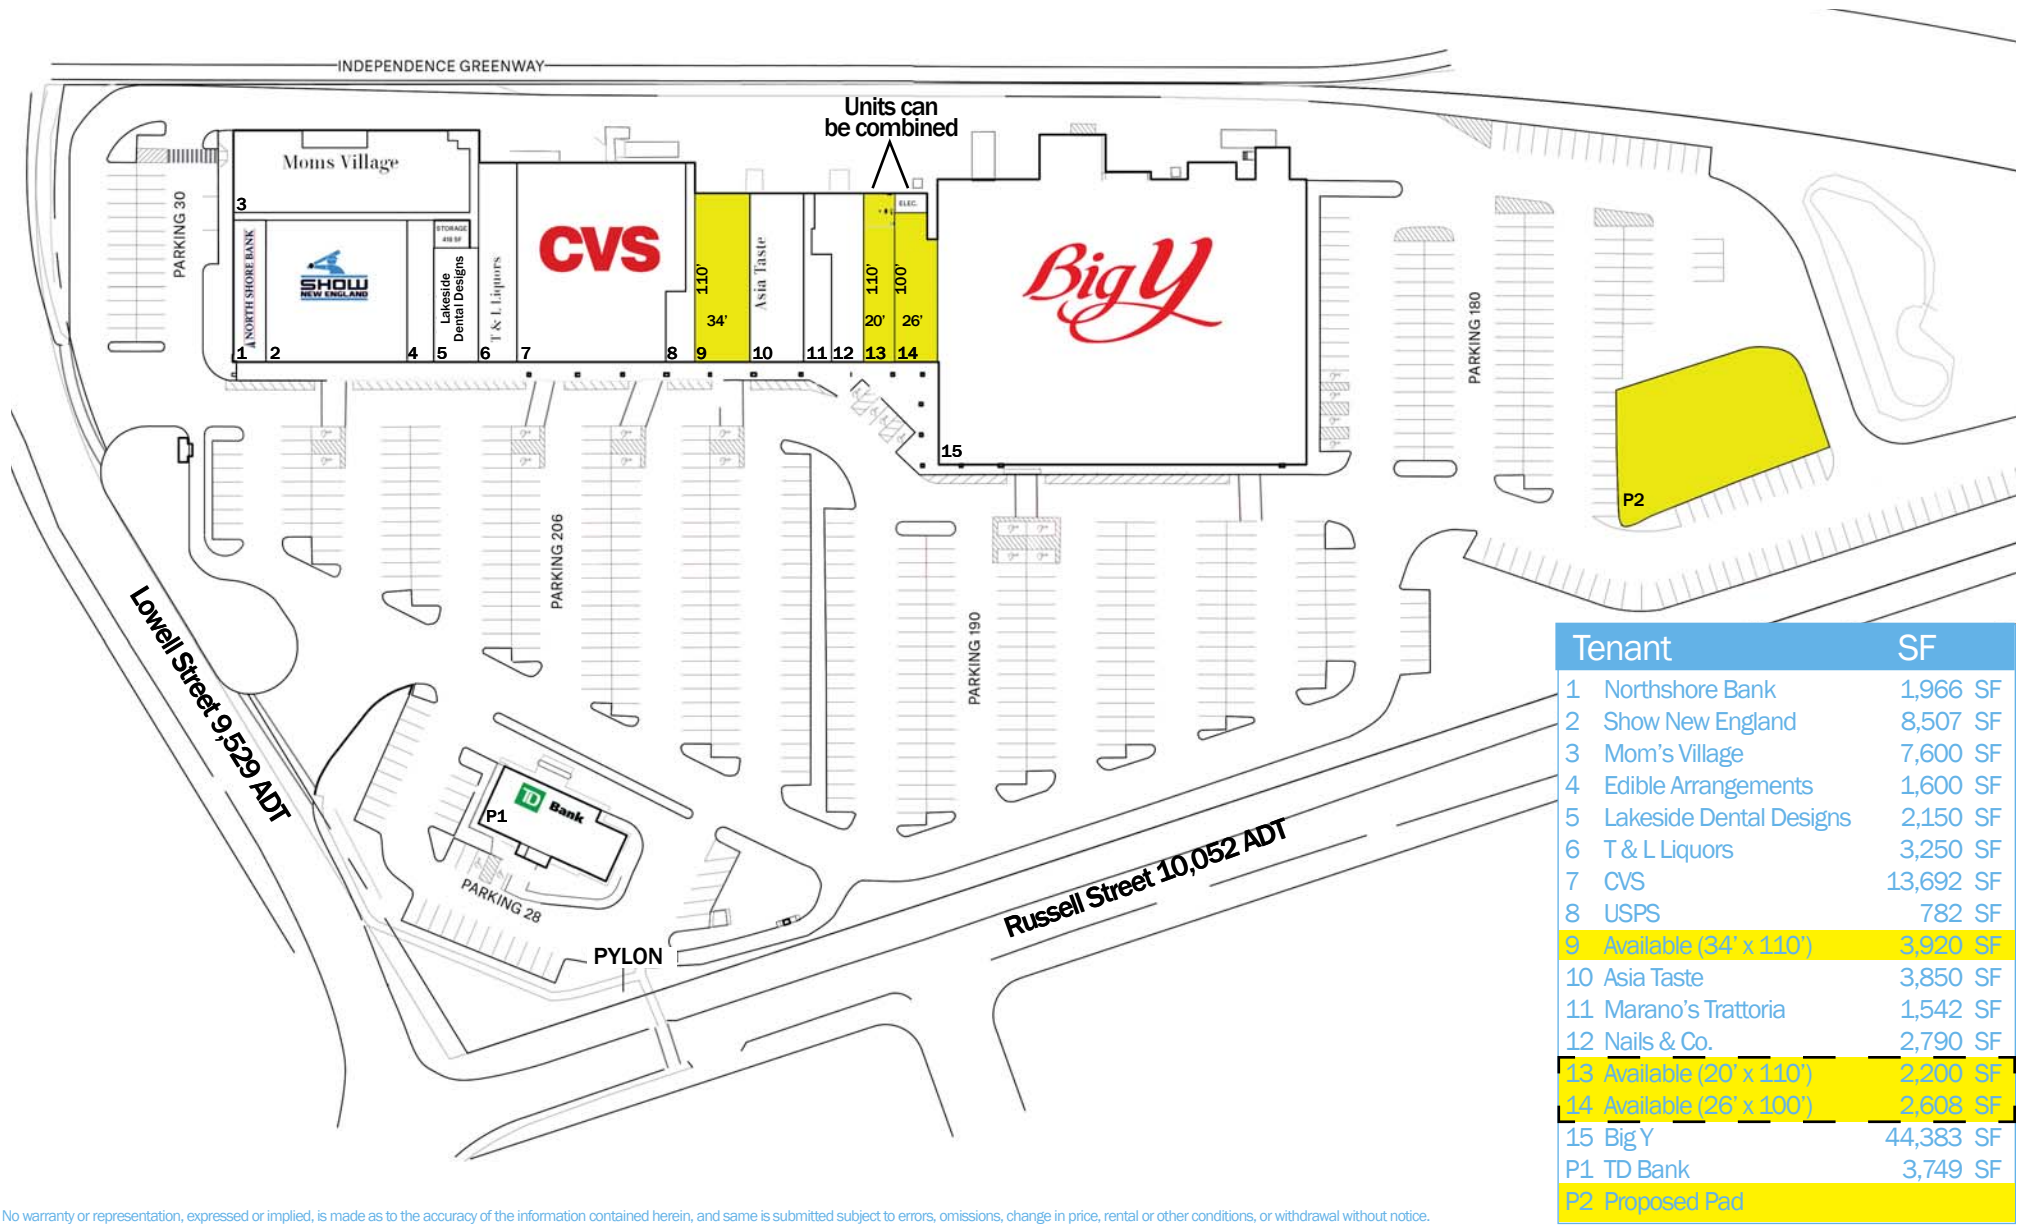 INDEPENDENCE GREENWAY
Units can
be combined
Moms Village
3
PARKING 30
NORTH SHORE BANK
SHOW
NEW ENGLAND
STORAGE
418 SF
Lakeside
Dental Designs
T & L Liquors
CVS
110'
34'
Asia Taste
110'
20'
ELEC.
100'
26'
Big Y
1
2
4
5
6
7
8
9
10
11
12
13
14
15
PARKING 180
P2
PARKING 206
PARKING 190
Lowell Street 9,529 ADT
P1
TD Bank
PARKING 28
PYLON
Russell Street 10,052 ADT
Tenant SF
1 Northshore Bank 1,966 SF
2 Show New England 8,507 SF
3 Mom's Village 7,600 SF
4 Edible Arrangements 1,600 SF
5 Lakeside Dental Designs 2,150 SF
6 T & L Liquors 3,250 SF
7 CVS 13,692 SF
8 USPS 782 SF
9 Available (34' x 110') 3,920 SF
10 Asia Taste 3,850 SF
11 Marano's Trattoria 1,542 SF
12 Nails & Co. 2,790 SF
13 Available (20' x 110') 2,200 SF
14 Available (26' x 100') 2,608 SF
15 Big Y 44,383 SF
P1 TD Bank 3,749 SF
P2 Proposed Pad
No warranty or representation, expressed or implied, is made as to the accuracy of the information contained herein, and same is submitted subject to errors, omissions, change in price, rental or other conditions, or withdrawal without notice.